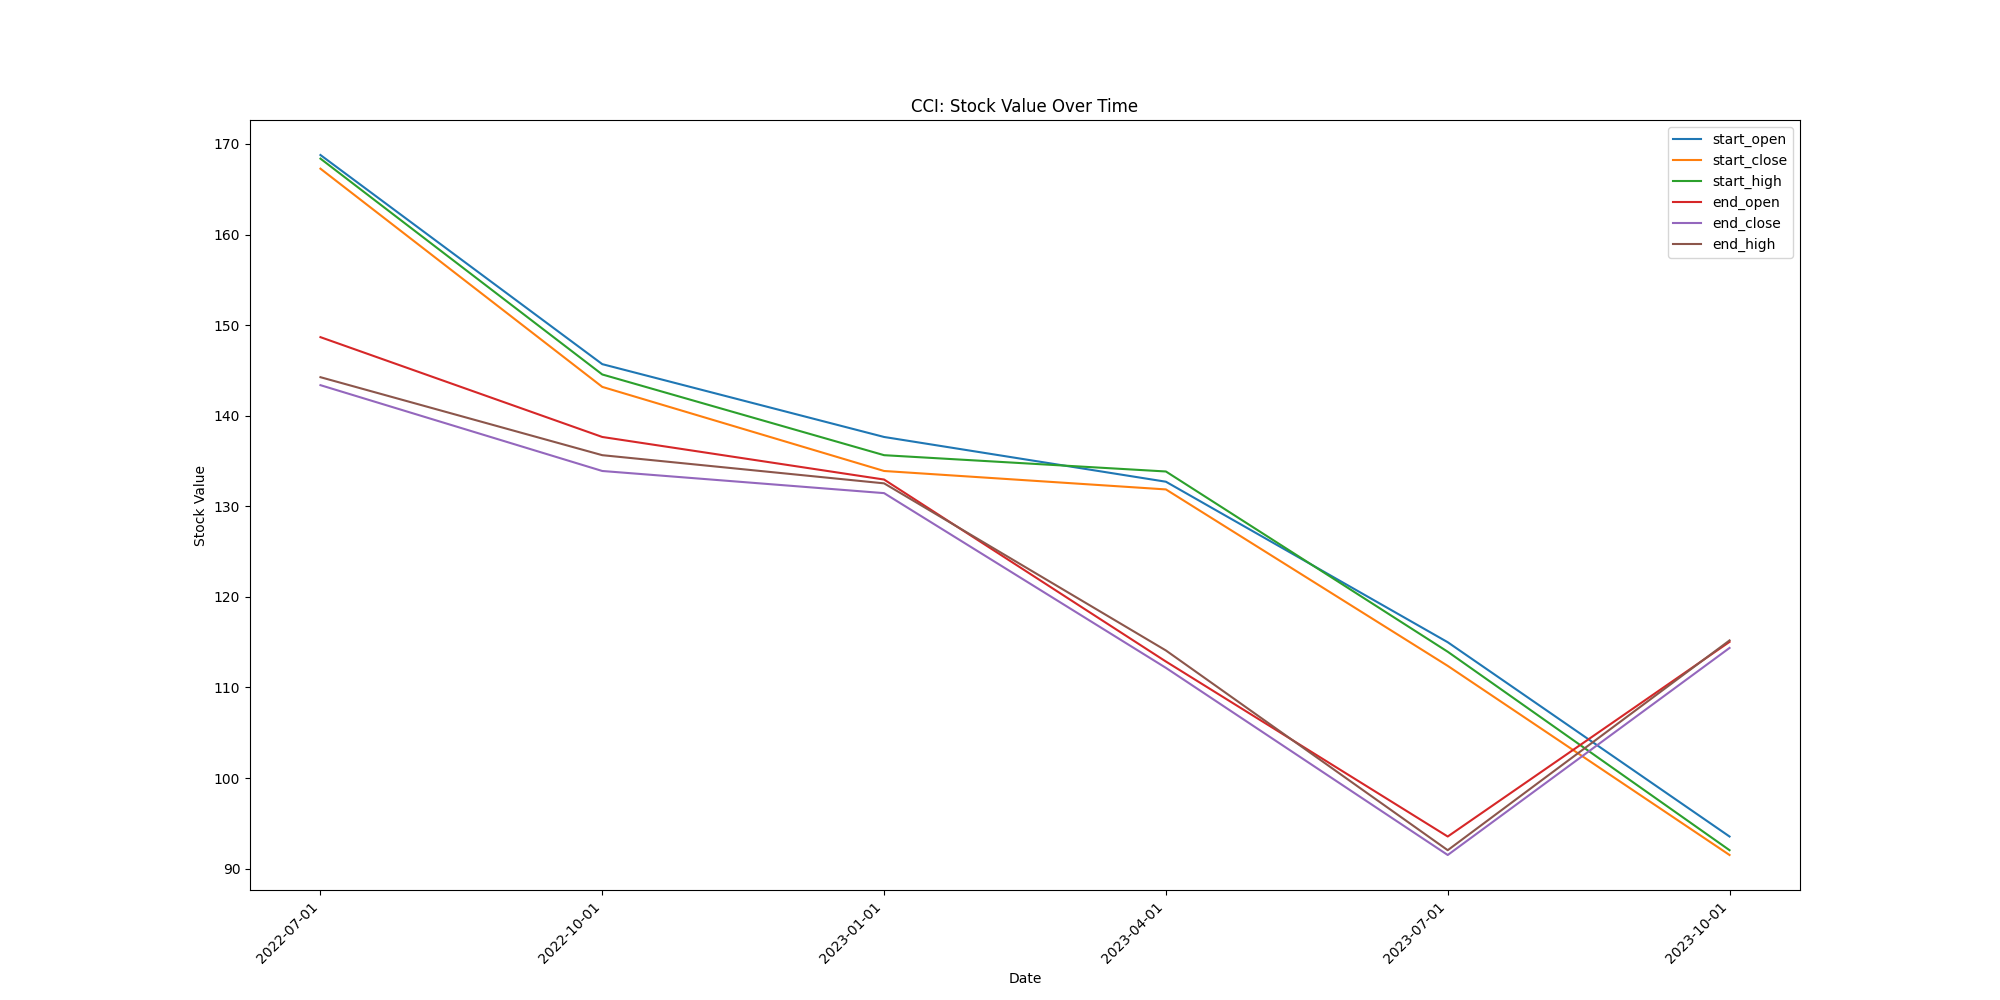 CCI: Stock Value Over Time
170
160
150
140
130
120
110
100
90
Stock Value
start_open
start_close
start_high
end_open
end_close
end_high
2022-07-01
2022-10-01
2023-01-01
2023-04-01
2023-07-01
2023-10-01
Date